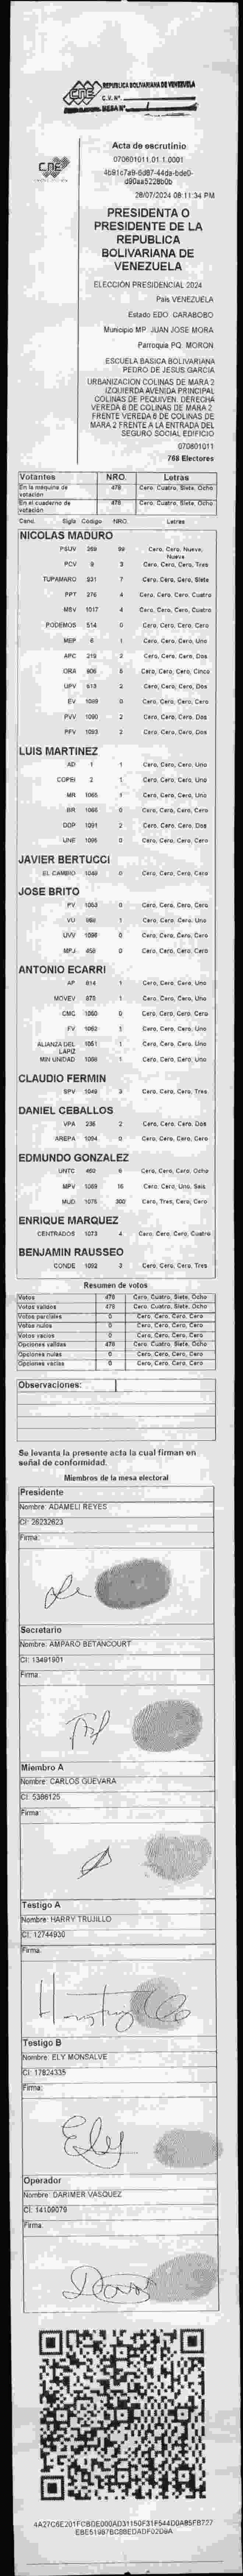 CNE
REPUBLICA BOLIVARIANA DE VENEZUELA
C.V. Nº.
MESA Nº.
CNE
Acta de escrutinio
070601011.01.1.0001
28/07/2024 08:11:34 PM
PRESIDENTA O
PRESIDENTE DE LA
REPUBLICA
BOLIVARIANA DE
VENEZUELA
ELECCIÓN PRESIDENCIAL 2024
País VENEZUELA
Estado EDO. CARABOBO
Municipio MP. JUAN JOSE MORA
Parroquia PQ. MORON
ESCUELA BASICA BOLIVARIANA
PEDRO DE JESUS GARCIA
URBANIZACION COLINAS DE MARA 2
IZQUIERDA AVENIDA PRINCIPAL
COLINAS DE PEQUIVEN. DERECHA
VEREDA 8 DE COLINAS DE MARA 2.
FRENTE VEREDA 8 DE COLINAS DE
MARA 2 FRENTE A LA ENTRADA DEL
SEGURO SOCIAL EDIFICIO
070601011
768 Electores
Votantes NRO. Letras
En la máquina de votación 478 Cero, Cuatro, Siete, Ocho
En el cuaderno de votación 478 Cero, Cuatro, Siete, Ocho
Cand. Sigla Código NRO. Letras
NICOLAS MADURO
PSUV 269 99 Cero, Cero, Nueve, Nueve
PCV 9 3 Cero, Cero, Cero, Tres
TUPAMARO 931 7 Cero, Cero, Cero, Siete
PPT 276 4 Cero, Cero, Cero, Cuatro
MSV 1017 4 Cero, Cero, Cero, Cuatro
PODEMOS 514 0 Cero, Cero, Cero, Cero
MEP 6 1 Cero, Cero, Cero, Uno
APC 219 2 Cero, Cero, Cero, Dos
ORA 806 5 Cero, Cero, Cero, Cinco
UPV 613 2 Cero, Cero, Cero, Dos
EV 1089 0 Cero, Cero, Cero, Cero
PVV 1090 2 Cero, Cero, Cero, Dos
PFV 1093 2 Cero, Cero, Cero, Dos
LUIS MARTINEZ
AD 1 1 Cero, Cero, Cero, Uno
COPEI 2 1 Cero, Cero, Cero, Uno
MR 1065 1 Cero, Cero, Cero, Uno
BR 1066 0 Cero, Cero, Cero, Cero
DDP 1091 2 Cero, Cero, Cero, Dos
UNE 1095 0 Cero, Cero, Cero, Cero
JAVIER BERTUCCI
EL CAMBIO 1049 0 Cero, Cero, Cero, Cero
JOSE BRITO
PV 1053 0 Cero, Cero, Cero, Cero
VU 1 Cero, Cero, Cero, Uno
UVV 1096 0 Cero, Cero, Cero, Cero
MPJ 458 0 Cero, Cero, Cero, Cero
ANTONIO ECARRI
AP 814 1 Cero, Cero, Cero, Uno
MOVEV 875 1 Cero, Cero, Cero, Uno
CMC 1060 0 Cero, Cero, Cero, Cero
FV 1062 1 Cero, Cero, Cero, Uno
ALIANZA DEL LAPIZ 1061 1 Cero, Cero, Cero, Uno
MIN UNIDAD 1008 1 Cero, Cero, Cero, Uno
CLAUDIO FERMIN
SPV 1049 3 Cero, Cero, Cero, Tres
DANIEL CEBALLOS
VPA 236 2 Cero, Cero, Cero, Dos
AREPA 1094 0 Cero, Cero, Cero, Cero
EDMUNDO GONZALEZ
UNTC 450 Cero, Cero, Cero, Ocho
MPV 1069 16 Cero, Cero, Uno, Seis
MUD 1075 300 Cero, Tres, Cero, Cero
ENRIQUE MARQUEZ
CENTRADOS 1073 4 Cero, Cero, Cero, Cuatro
BENJAMIN RAUSSEO
CONDE 1092 3 Cero, Cero, Cero, Tres
Resumen de votos
Votos 478 Cero, Cuatro, Siete, Ocho
Votos válidos 478 Cero, Cuatro, Siete, Ocho
Votos parciales 0 Cero, Cero, Cero, Cero
Votos nulos 0 Cero, Cero, Cero, Cero
Votos vacíos 0 Cero, Cero, Cero, Cero
Opciones válidas 478 Cero, Cuatro, Siete, Ocho
Opciones nulas 0 Cero, Cero, Cero, Cero
Opciones vacías 0 Cero, Cero, Cero, Cero
Observaciones:
Se levanta la presente acta la cual firman en
señal de conformidad.
Miembros de la mesa electoral
Presidente
Nombre: ADAMELI REYES
CI: 26232623
Firma:
Secretario
Nombre: AMPARO BETANCOURT
CI: 13491901
Firma:
Miembro A
Nombre: CARLOS GUEVARA
CI: 5386125
Firma:
Testigo A
Nombre: HARRY TRUJILLO
CI: 12744930
Firma:
Testigo B
Nombre: ELY MONSALVE
CI: 17824335
Firma:
Ely
Operador
Nombre: DARIMER VASQUEZ
CI: 14109079
Firma: